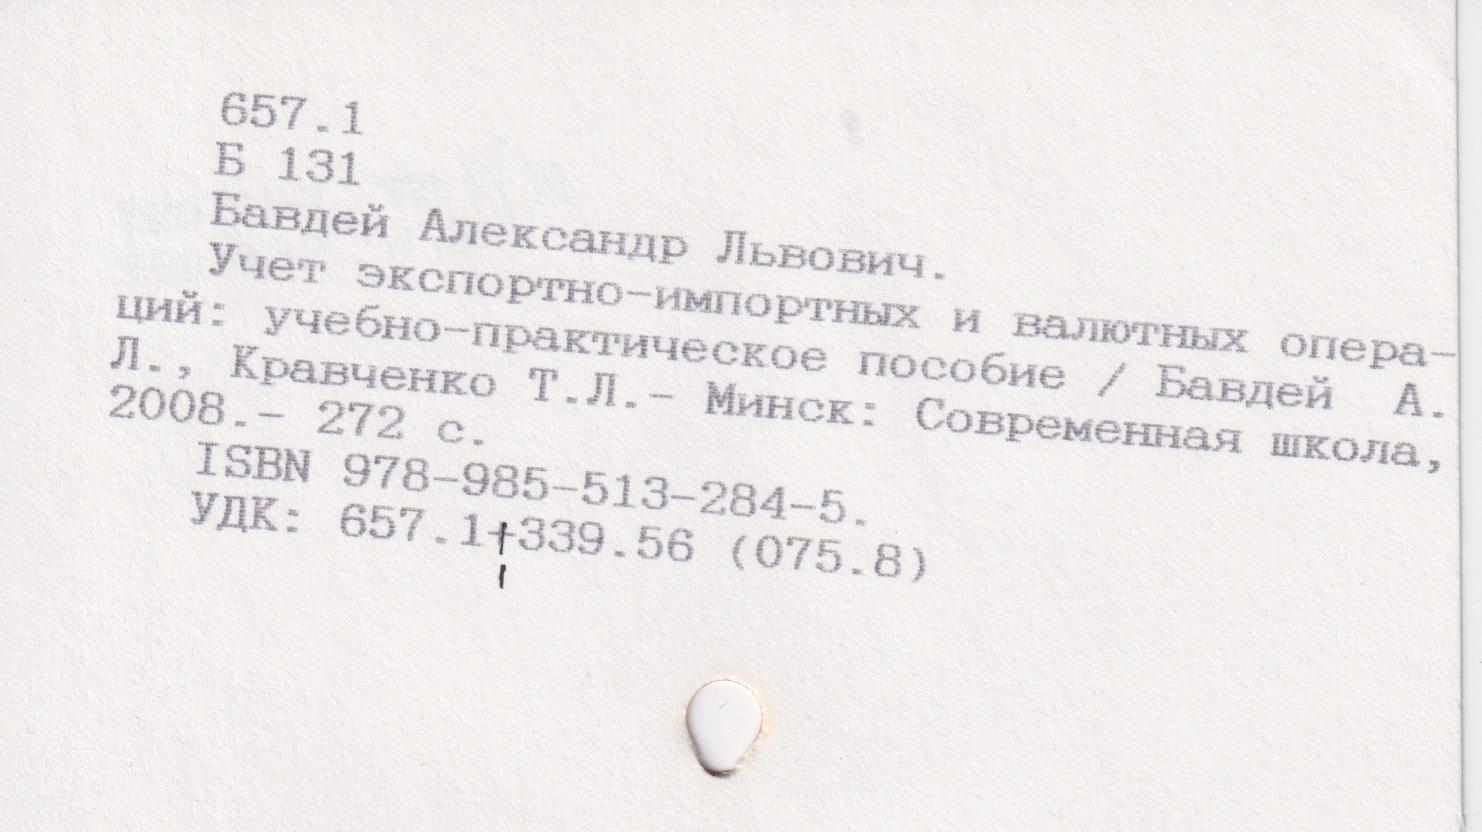 657.1
Б 131
Бавдей Александр Львович.
Учет экспортно-импортных и валютных опера-
ций: учебно-практическое пособие / Бавдей А.
Л., Кравченко Т.Л.- Минск: Современная школа,
2008.- 272 с.
ISBN 978-985-513-284-5.
УДК: 657.1+339.56 (075.8)